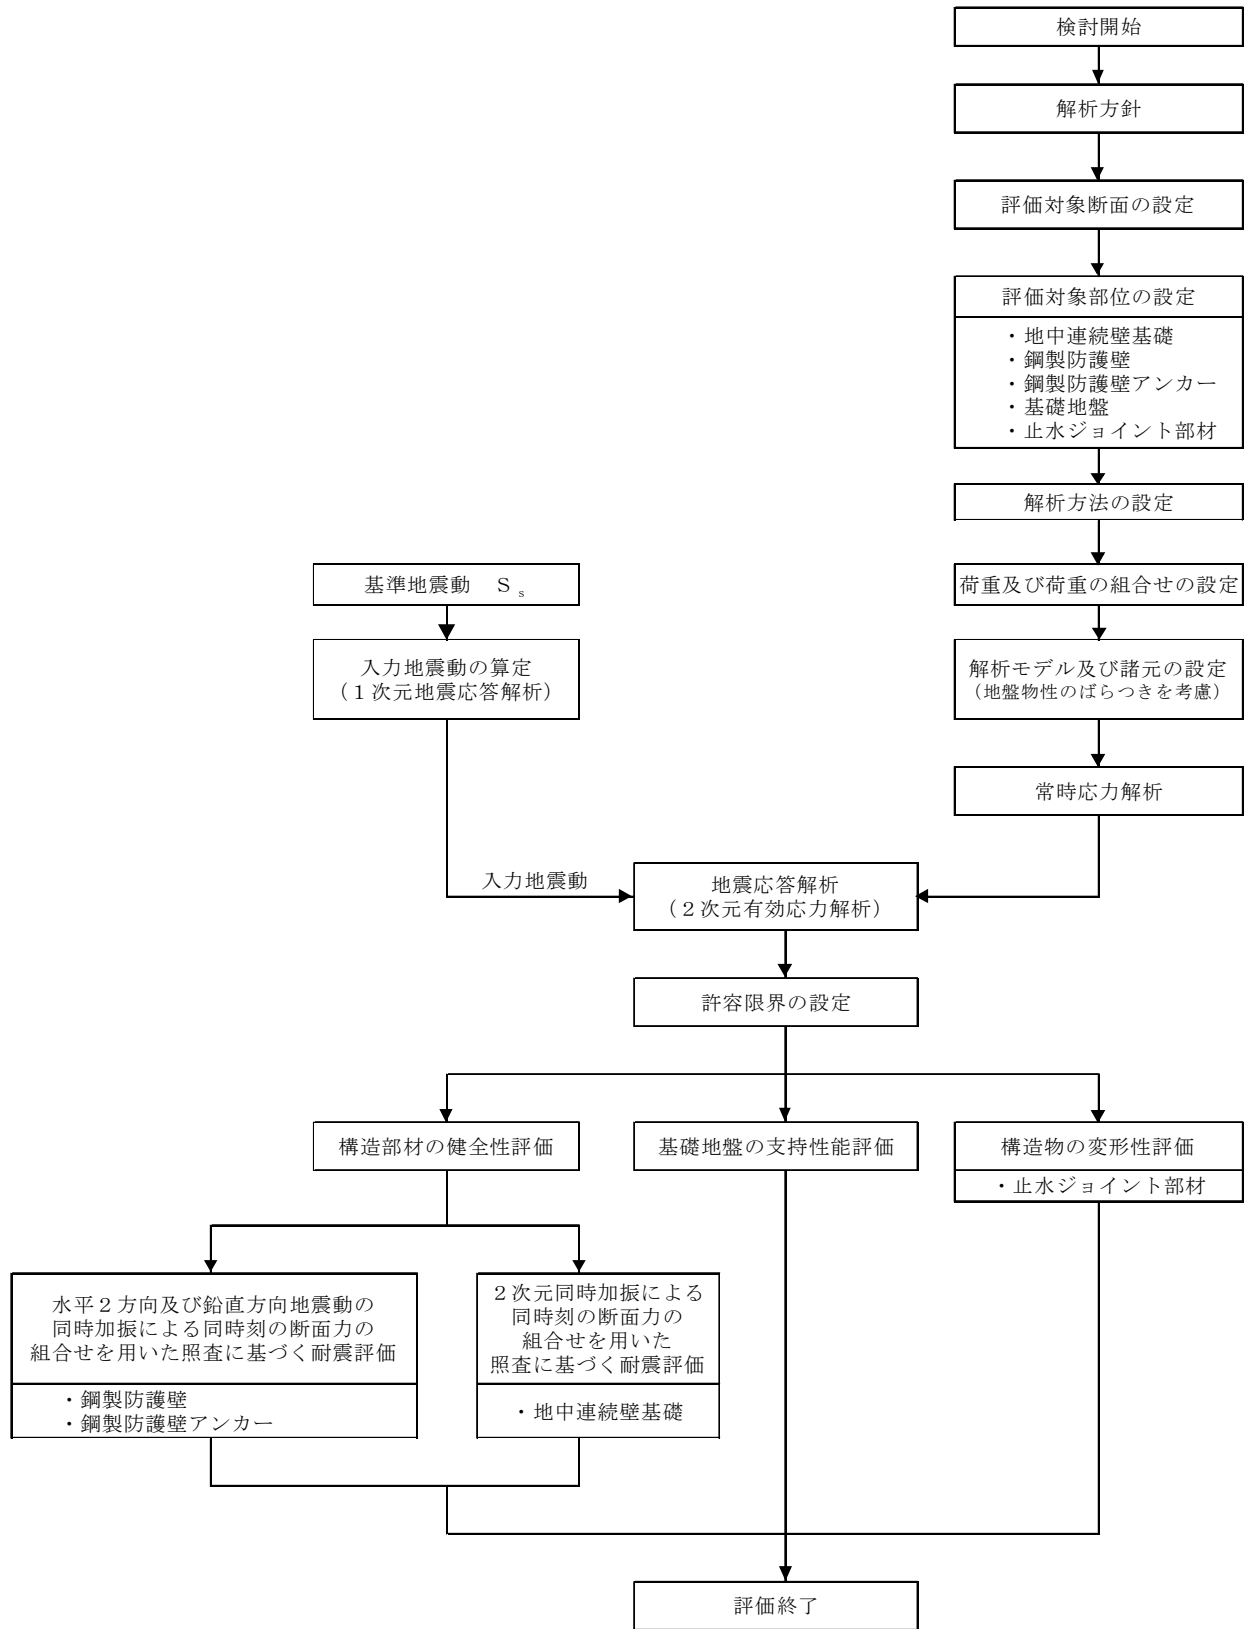 検討開始
解析方針
評価対象断面の設定
評価対象部位の設定
・地中連続壁基礎
・鋼製防護壁
・鋼製防護壁アンカー
・基礎地盤
・止水ジョイント部材
解析方法の設定
荷重及び荷重の組合せの設定
解析モデル及び諸元の設定
(地盤物性のばらつきを考慮)
常時応力解析
基準地震動　Ｓs
入力地震動の算定
(１次元地震応答解析)
入力地震動
地震応答解析
(２次元有効応力解析)
許容限界の設定
構造部材の健全性評価
基礎地盤の支持性能評価
構造物の変形性評価
・止水ジョイント部材
水平２方向及び鉛直方向地震動の
同時加振による同時刻の断面力の
組合せを用いた照査に基づく耐震評価
・鋼製防護壁
・鋼製防護壁アンカー
２次元同時加振による
同時刻の断面力の
組合せを用いた
照査に基づく耐震評価
・地中連続壁基礎
評価終了